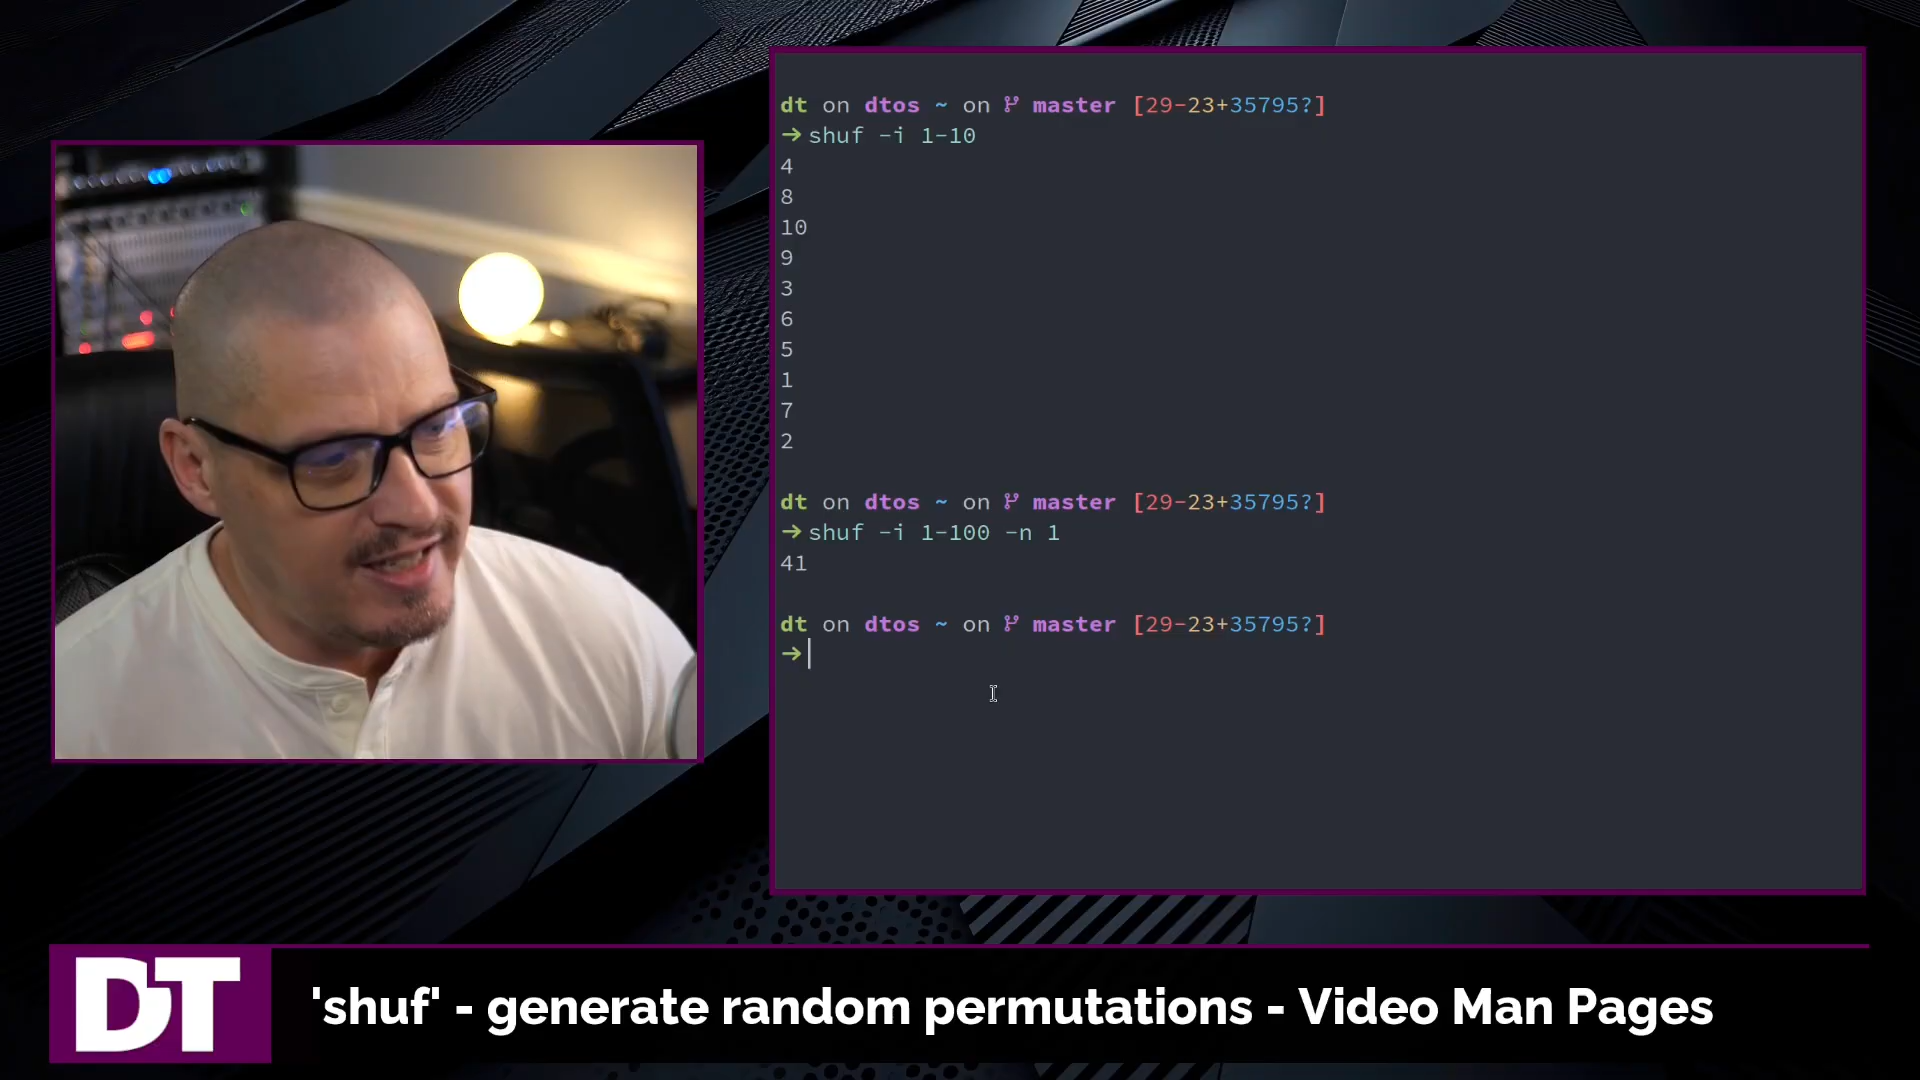 dt on dtos ~ on master [29-23+35795?]
→ shuf -i 1-10
4
8
10
9
3
6
5
1
7
2
dt on dtos ~ on master [29-23+35795?]
→ shuf -i 1-100 -n 1
41
dt on dtos ~ on master [29-23+35795?]
→
DT
'shuf' - generate random permutations - Video Man Pages